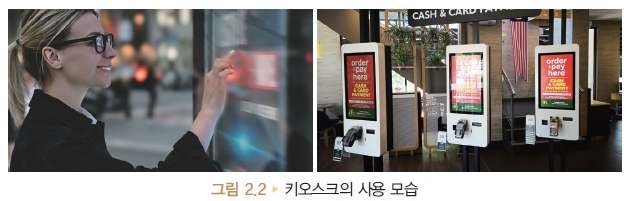 CASH & CARD PAYM
order
+pay
here
CASH
& CARD
PAYMENT
order
+pay
here
CASH
& CARD
PAYMENT
order
+pay
here
CASH
& CARD
PAYMENT
그림 2.2 ▸ 키오스크의 사용 모습